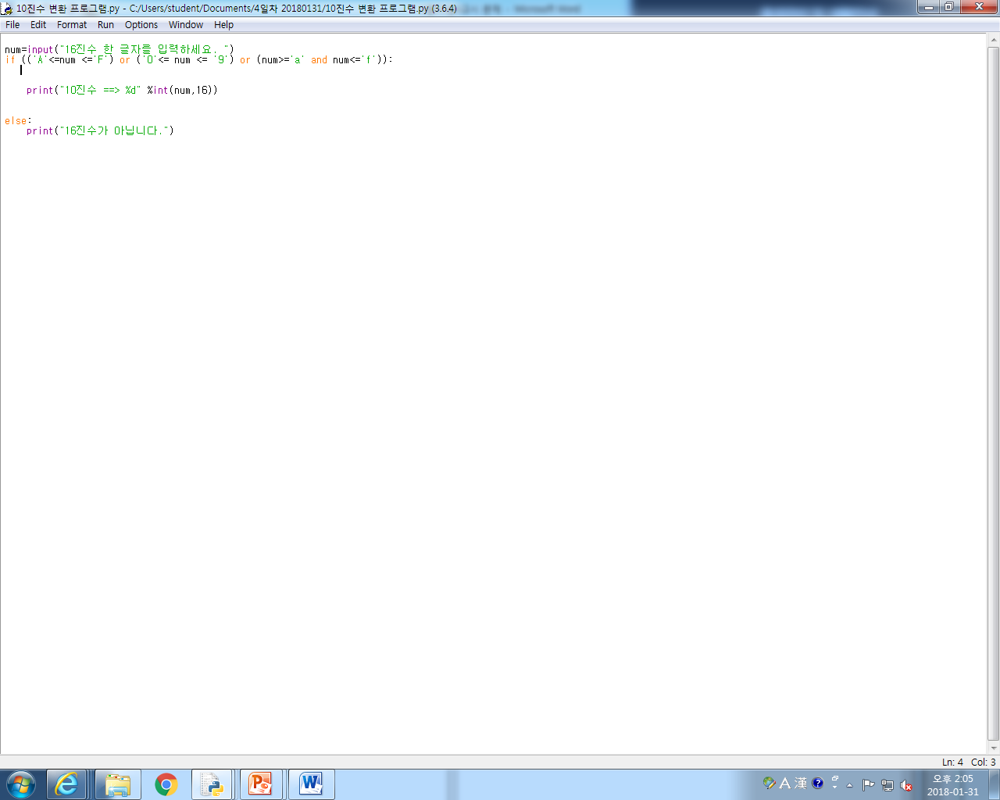 10진수 변환 프로그램.py - C:/Users/student/Documents/4일차 20180131/10진수 변환 프로그램.py (3.6.4)
File Edit Format Run Options Window Help
num=input("16진수 한 글자를 입력하세요. ")
if (('A'<=num <='F') or ('0'<= num <= '9') or (num>='a' and num<='f')):
print("10진수 ==> %d" %int(num,16))
else:
print("16진수가 아닙니다.")
Ln: 4 Col: 3
A 漢
오후 2:05
2018-01-31